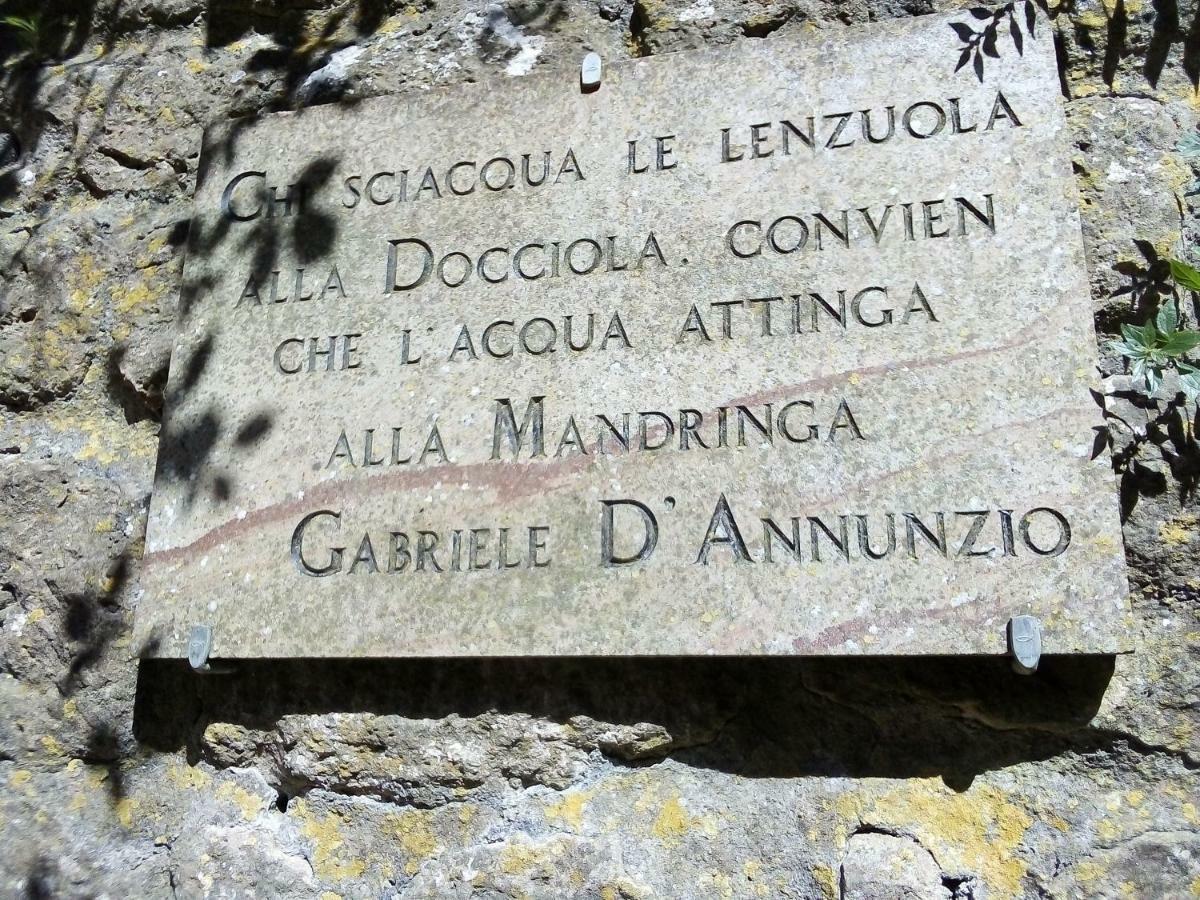 Chi sciacqua le lenzuola
alla Docciola. convien
che l'acqua attinga
alla Mandringa
Gabriele D'Annunzio